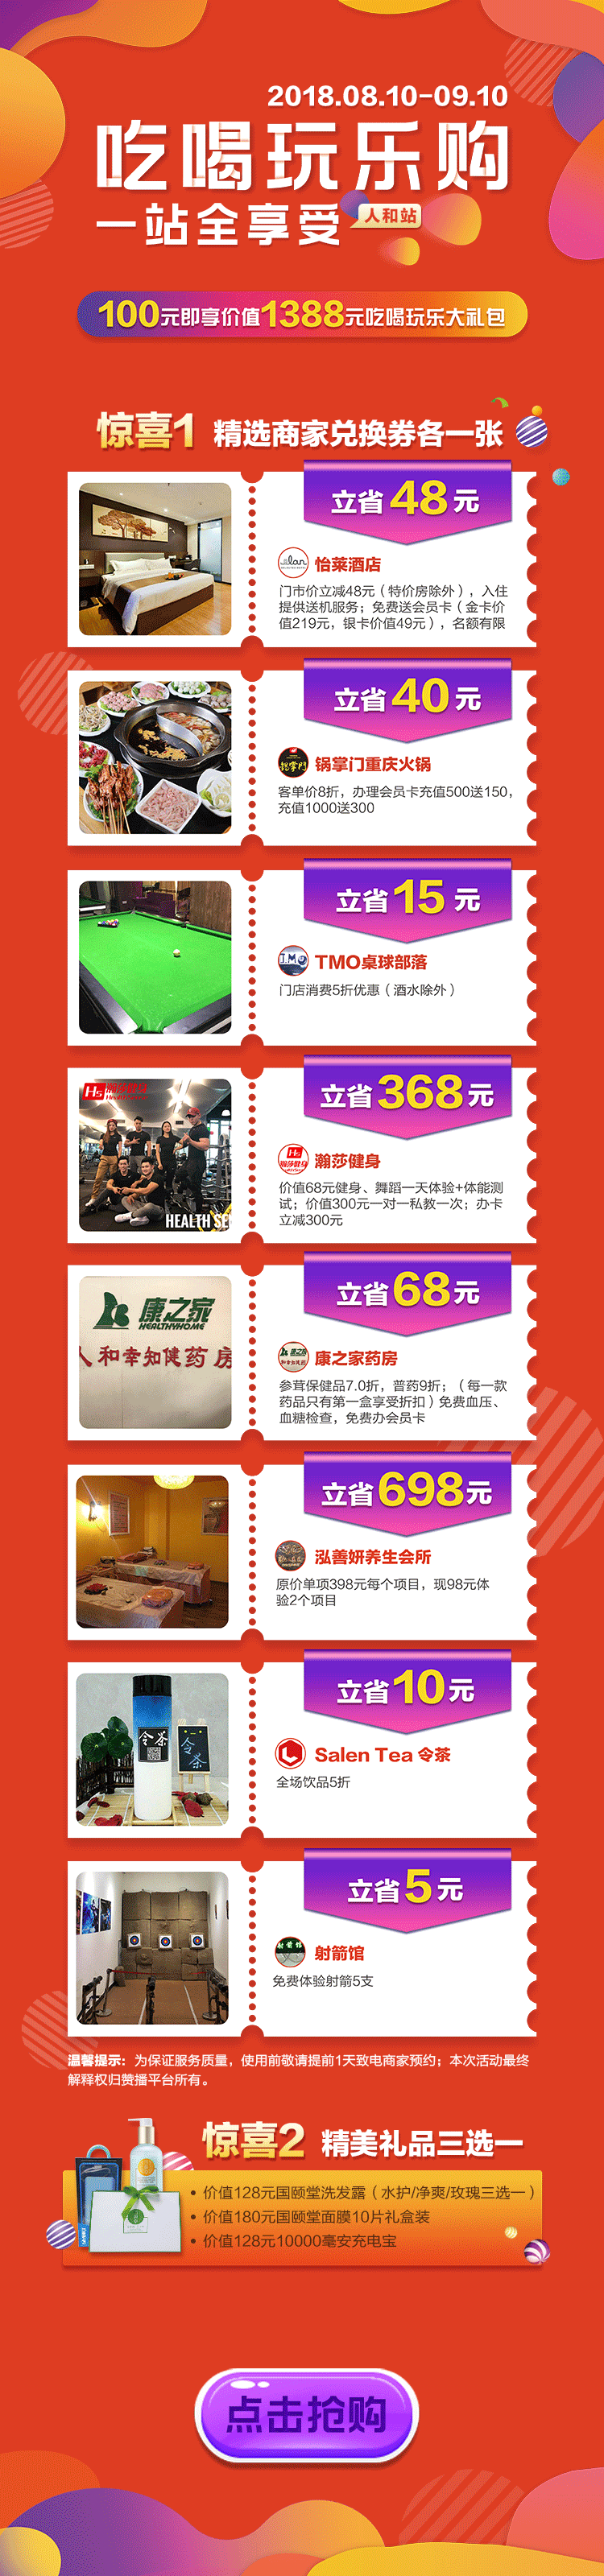 2018.08.10-09.10
吃喝玩乐购
一站全享受
人和站
100元即享价值1388元吃喝玩乐大礼包
惊喜1 精选商家兑换券各一张
立省48元
elan
怡莱酒店
门市价立减48元（特价房除外），入住
提供送机服务；免费送会员卡（金卡价
值219元，银卡价值49元），名额有限
立省40元
锅掌门重庆火锅
客单价8折，办理会员卡充值500送150，
充值1000送300
立省15元
TMO桌球部落
门店消费5折优惠（酒水除外）
立省368元
HS 瀚莎健身
HEALTH SE
HS
瀚莎健身
瀚莎健身
价值68元健身、舞蹈一天体验+体能测
试；价值300元一对一私教一次；办卡
立减300元
立省68元
康之家
HEALTHYHOME
人和幸知健药房
康之家药房
参茸保健品7.0折，普药9折；（每一款
药品只有第一盒享受折扣）免费血压、
血糖检查，免费办会员卡
立省698元
泓善妍养生会所
原价单项398元每个项目，现98元体
验2个项目
立省10元
令茶
令茶
Salen Tea 令茶
全场饮品5折
立省5元
射箭馆
射箭馆
免费体验射箭5支
温馨提示：为保证服务质量，使用前敬请提前1天致电商家预约；本次活动最终
解释权归赞播平台所有。
惊喜2 精美礼品三选一
• 价值128元国颐堂洗发露（水护/净爽/玫瑰三选一）
• 价值180元国颐堂面膜10片礼盒装
• 价值128元10000毫安充电宝
点击抢购